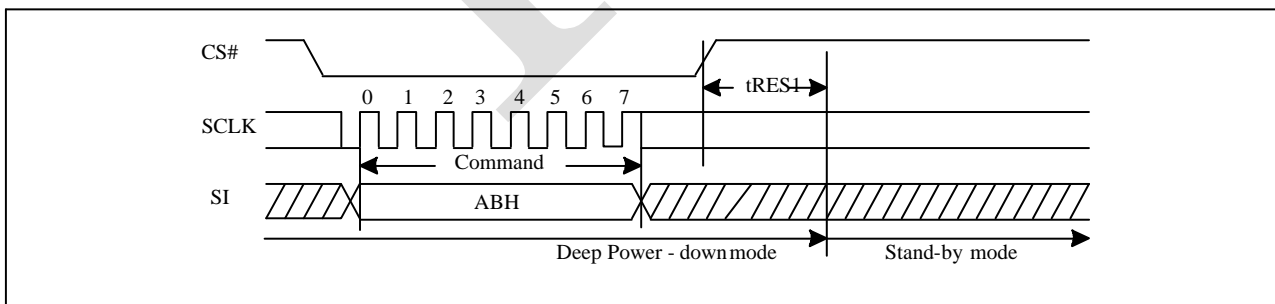 CS#
tRES1
0 1 2 3 4 5 6 7
SCLK
Command
SI
ABH
Deep Power - down mode Stand-by mode